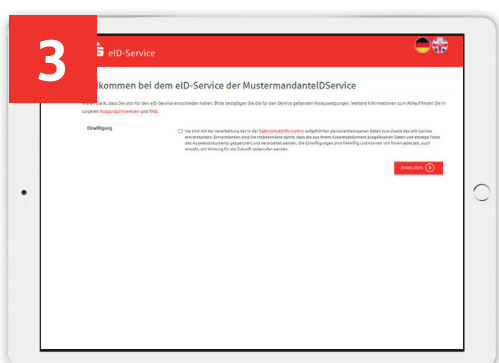 3
eID-Service
lkommen bei dem eID-Service der MustermandanteIDService
Vielen Dank, dass Sie sich für den eID-Service entschieden haben. Bitte bestätigen Sie die für den Service geltenden Voraussetzungen. Weitere Informationen zum Ablauf finden Sie in
unseren Nutzungshinweisen und FAQ.
Einwilligung
Sie sind mit der Verarbeitung der in der Datenschutzinformation aufgeführten personenbezogenen Daten zum Zweck des eID-Service
einverstanden. Einverstanden sind Sie insbesondere damit, dass die aus Ihrem Ausweisdokument ausgelesenen Daten und etwaige Fotos
des Ausweisdokuments gespeichert und verarbeitet werden. Die Einwilligungen sind freiwillig und können von Ihnen jederzeit, auch
einzeln, mit Wirkung für die Zukunft widerrufen werden.
EINWILLIGEN